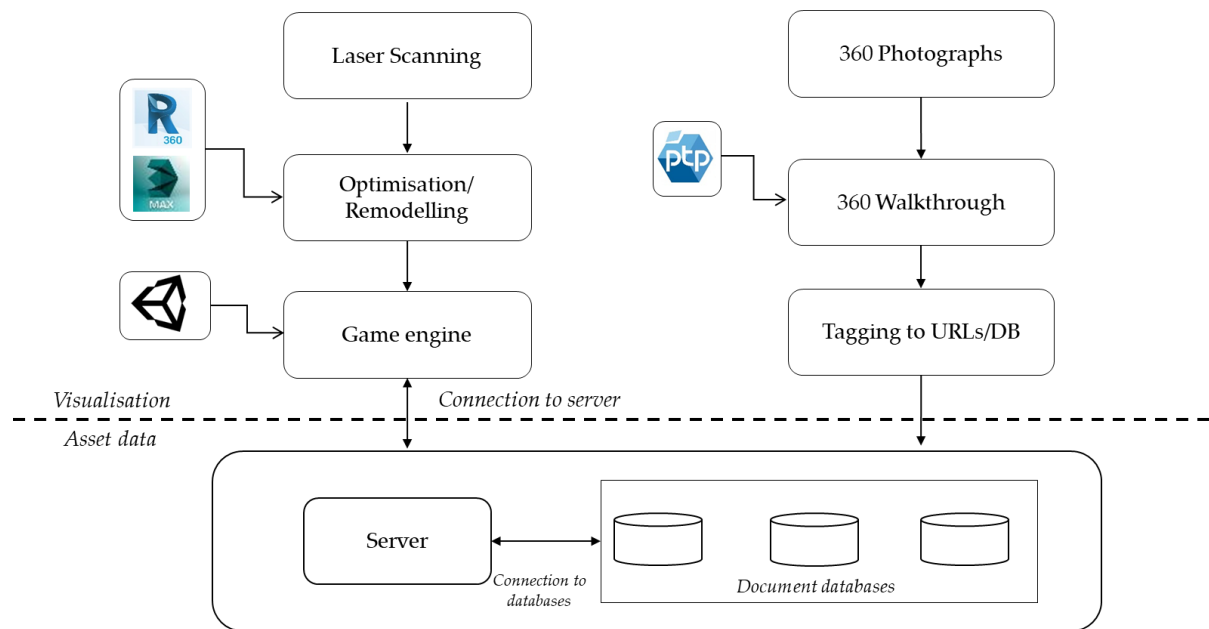 Laser Scanning
360 Photographs
R
360
MAX
ptp
Optimisation/
Remodelling
360 Walkthrough
Game engine
Tagging to URLs/DB
Visualisation
Connection to server
Asset data
Server
Connection to
databases
Document databases